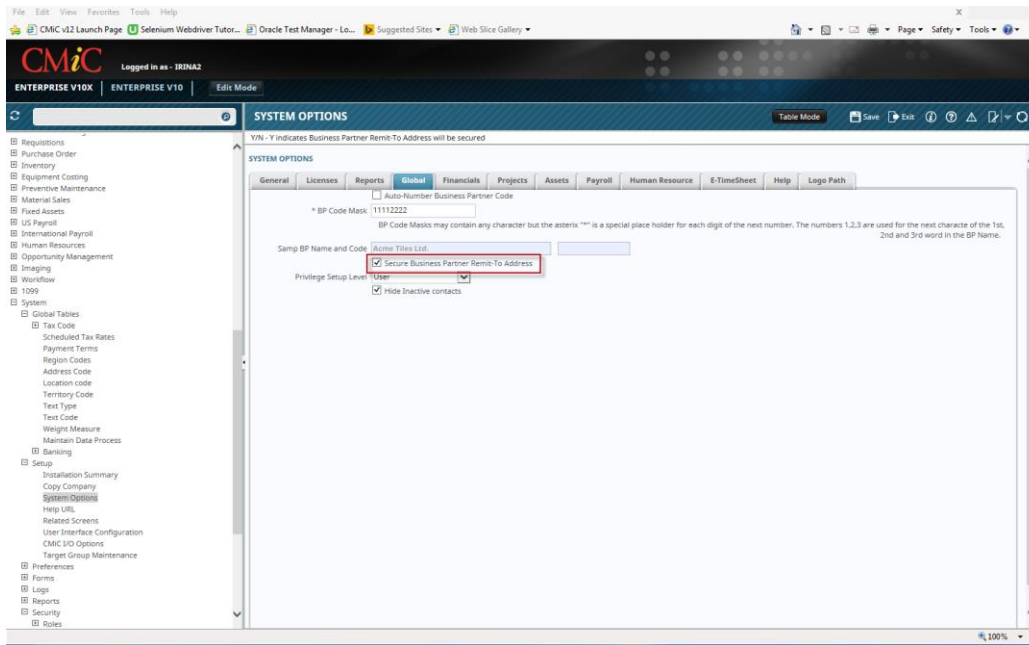 File Edit View Favorites Tools Help
CMiC v12 Launch Page Selenium Webdriver Tutor... Oracle Test Manager - Lo... Suggested Sites Web Slice Gallery Page Safety Tools
CMiC Logged in as - IRINA2
ENTERPRISE V10X ENTERPRISE V10 Edit Mode
SYSTEM OPTIONS Table Mode Save Exit
Y/N - Y indicates Business Partner Remit-To Address will be secured
SYSTEM OPTIONS
General Licenses Reports Global Financials Projects Assets Payroll Human Resource E-TimeSheet Help Logo Path
Auto-Number Business Partner Code
* BP Code Mask 11112222
BP Code Masks may contain any character but the asterix "*" is a special place holder for each digit of the next number. The numbers 1,2,3 are used for the next characte of the 1st,
2nd and 3rd word in the BP Name.
Samp BP Name and Code Acme Tiles Ltd.
Secure Business Partner Remit-To Address
Privilege Setup Level User
Hide Inactive contacts
Requisitions
Purchase Order
Inventory
Equipment Costing
Preventive Maintenance
Material Sales
Fixed Assets
US Payroll
International Payroll
Human Resources
Opportunity Management
Imaging
Workflow
1099
System
Global Tables
Tax Code
Scheduled Tax Rates
Payment Terms
Region Codes
Address Code
Location code
Territory Code
Text Type
Text Code
Weight Measure
Maintain Data Process
Banking
Setup
Installation Summary
Copy Company
System Options
Help URL
Related Screens
User Interface Configuration
CMiC I/O Options
Target Group Maintenance
Preferences
Forms
Logs
Reports
Security
Roles
100%